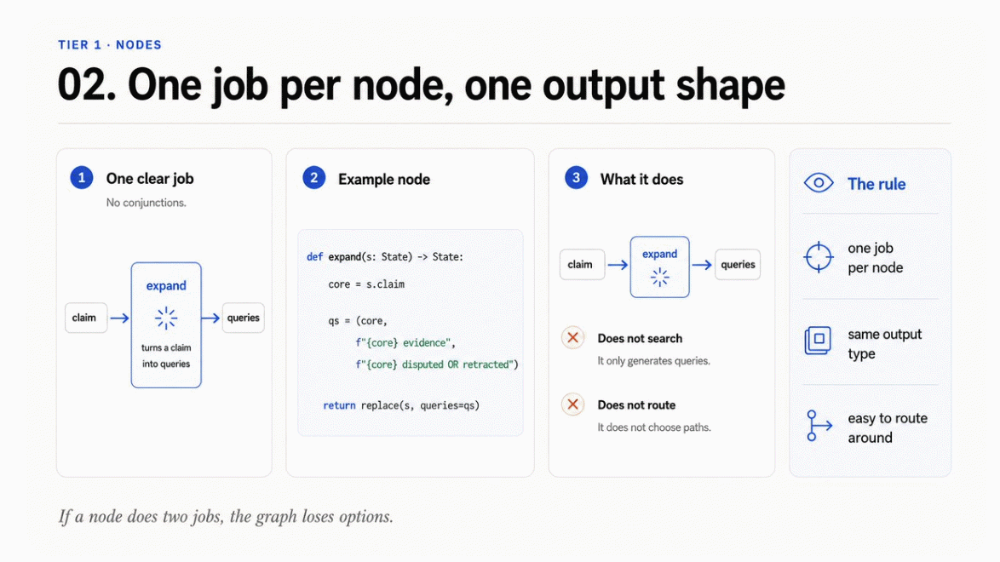 TIER 1 · NODES
02. One job per node, one output shape
1
One clear job
No conjunctions.
claim
expand
turns a claim
into queries
queries
2
Example node
def expand(s: State) -> State:
core = s.claim
qs = (core,
f"{core} evidence",
f"{core} disputed OR retracted")
return replace(s, queries=qs)
3
What it does
claim
expand
queries
Does not search
It only generates queries.
Does not route
It does not choose paths.
The rule
one job
per node
same output
type
easy to route
around
If a node does two jobs, the graph loses options.